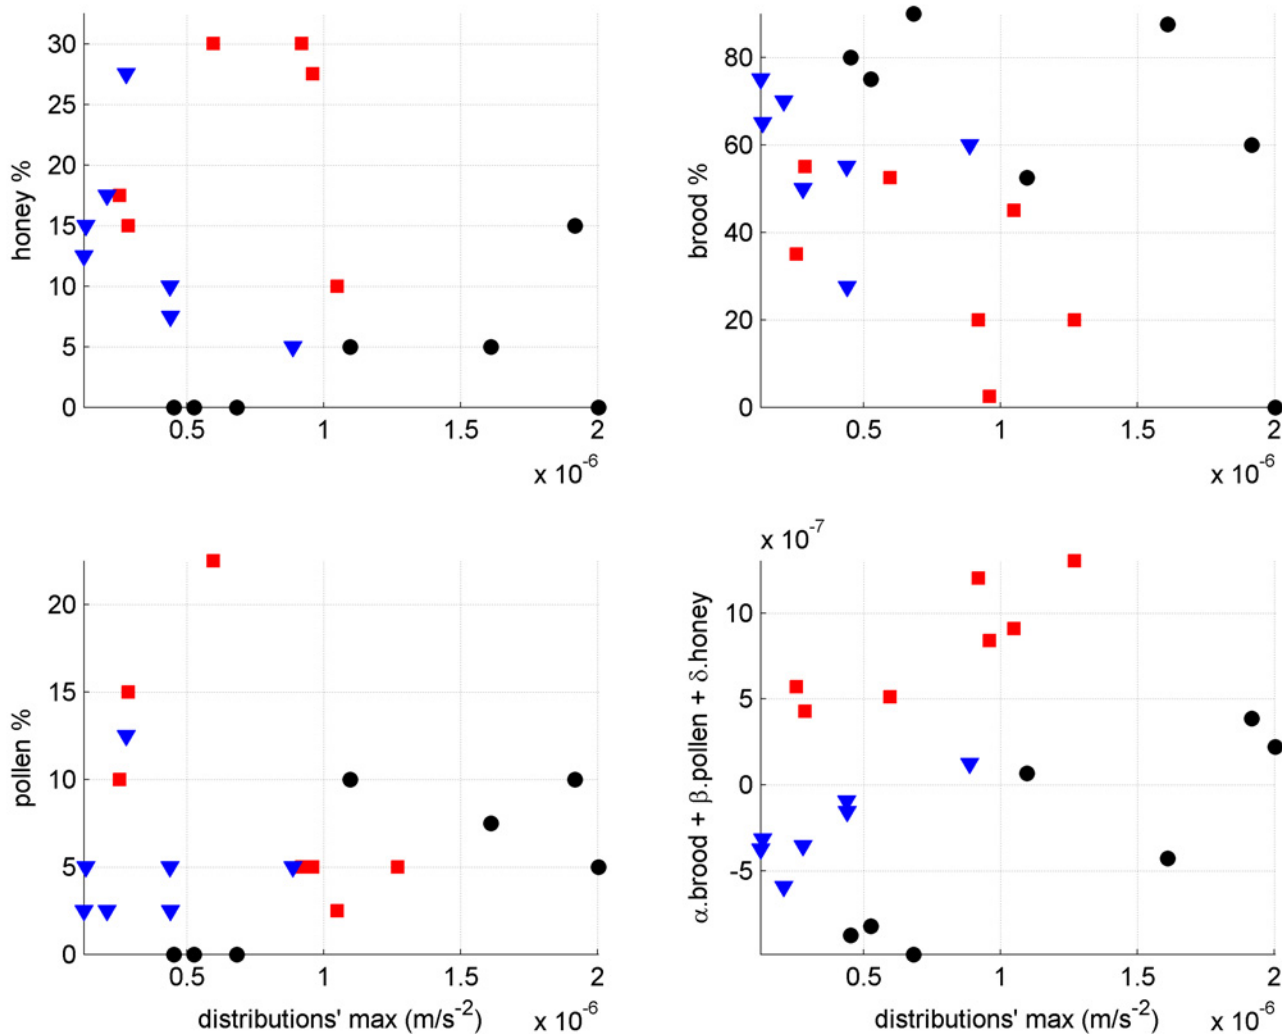 honey %
30
25
20
15
10
5
0
0.5 1 1.5 2
x 10^-6
brood %
80
60
40
20
0
0.5 1 1.5 2
x 10^-6
pollen %
20
15
10
5
0
0.5 1 1.5 2
distributions' max (m/s^-2) x 10^-6
x 10^-7
α.brood + β.pollen + δ.honey
10
5
0
-5
0.5 1 1.5 2
distributions' max (m/s^-2) x 10^-6